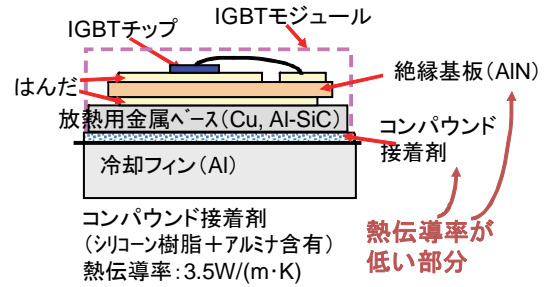 IGBTチップ
IGBTモジュール
はんだ
絶縁基板(AlN)
放熱用金属ベース(Cu, Al-SiC)
コンパウンド
接着剤
冷却フィン(Al)
コンパウンド接着剤
(シリコーン樹脂+アルミナ含有)
熱伝導率:3.5W/(m·K)
熱伝導率が
低い部分